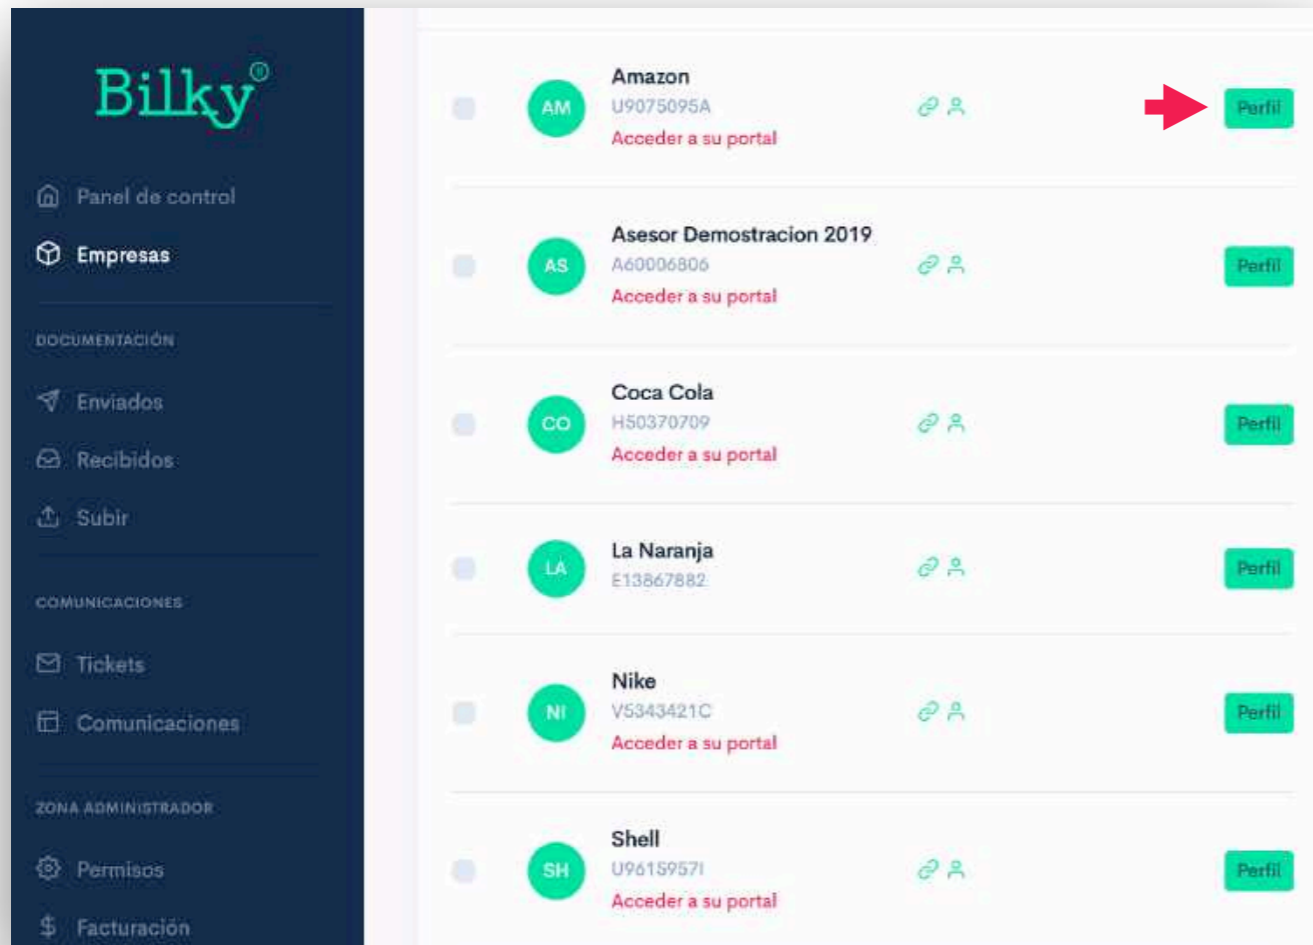 Bilky®
Panel de control
Empresas
DOCUMENTACIÓN
Enviados
Recibidos
Subir
COMUNICACIONES
Tickets
Comunicaciones
ZONA ADMINISTRADOR
Permisos
Facturación
AM
Amazon
U9075095A
Acceder a su portal
Perfil
AS
Asesor Demostracion 2019
A60006806
Acceder a su portal
Perfil
CO
Coca Cola
H50370709
Acceder a su portal
Perfil
LA
La Naranja
E13867882
Perfil
NI
Nike
V5343421C
Acceder a su portal
Perfil
SH
Shell
U9615957I
Acceder a su portal
Perfil